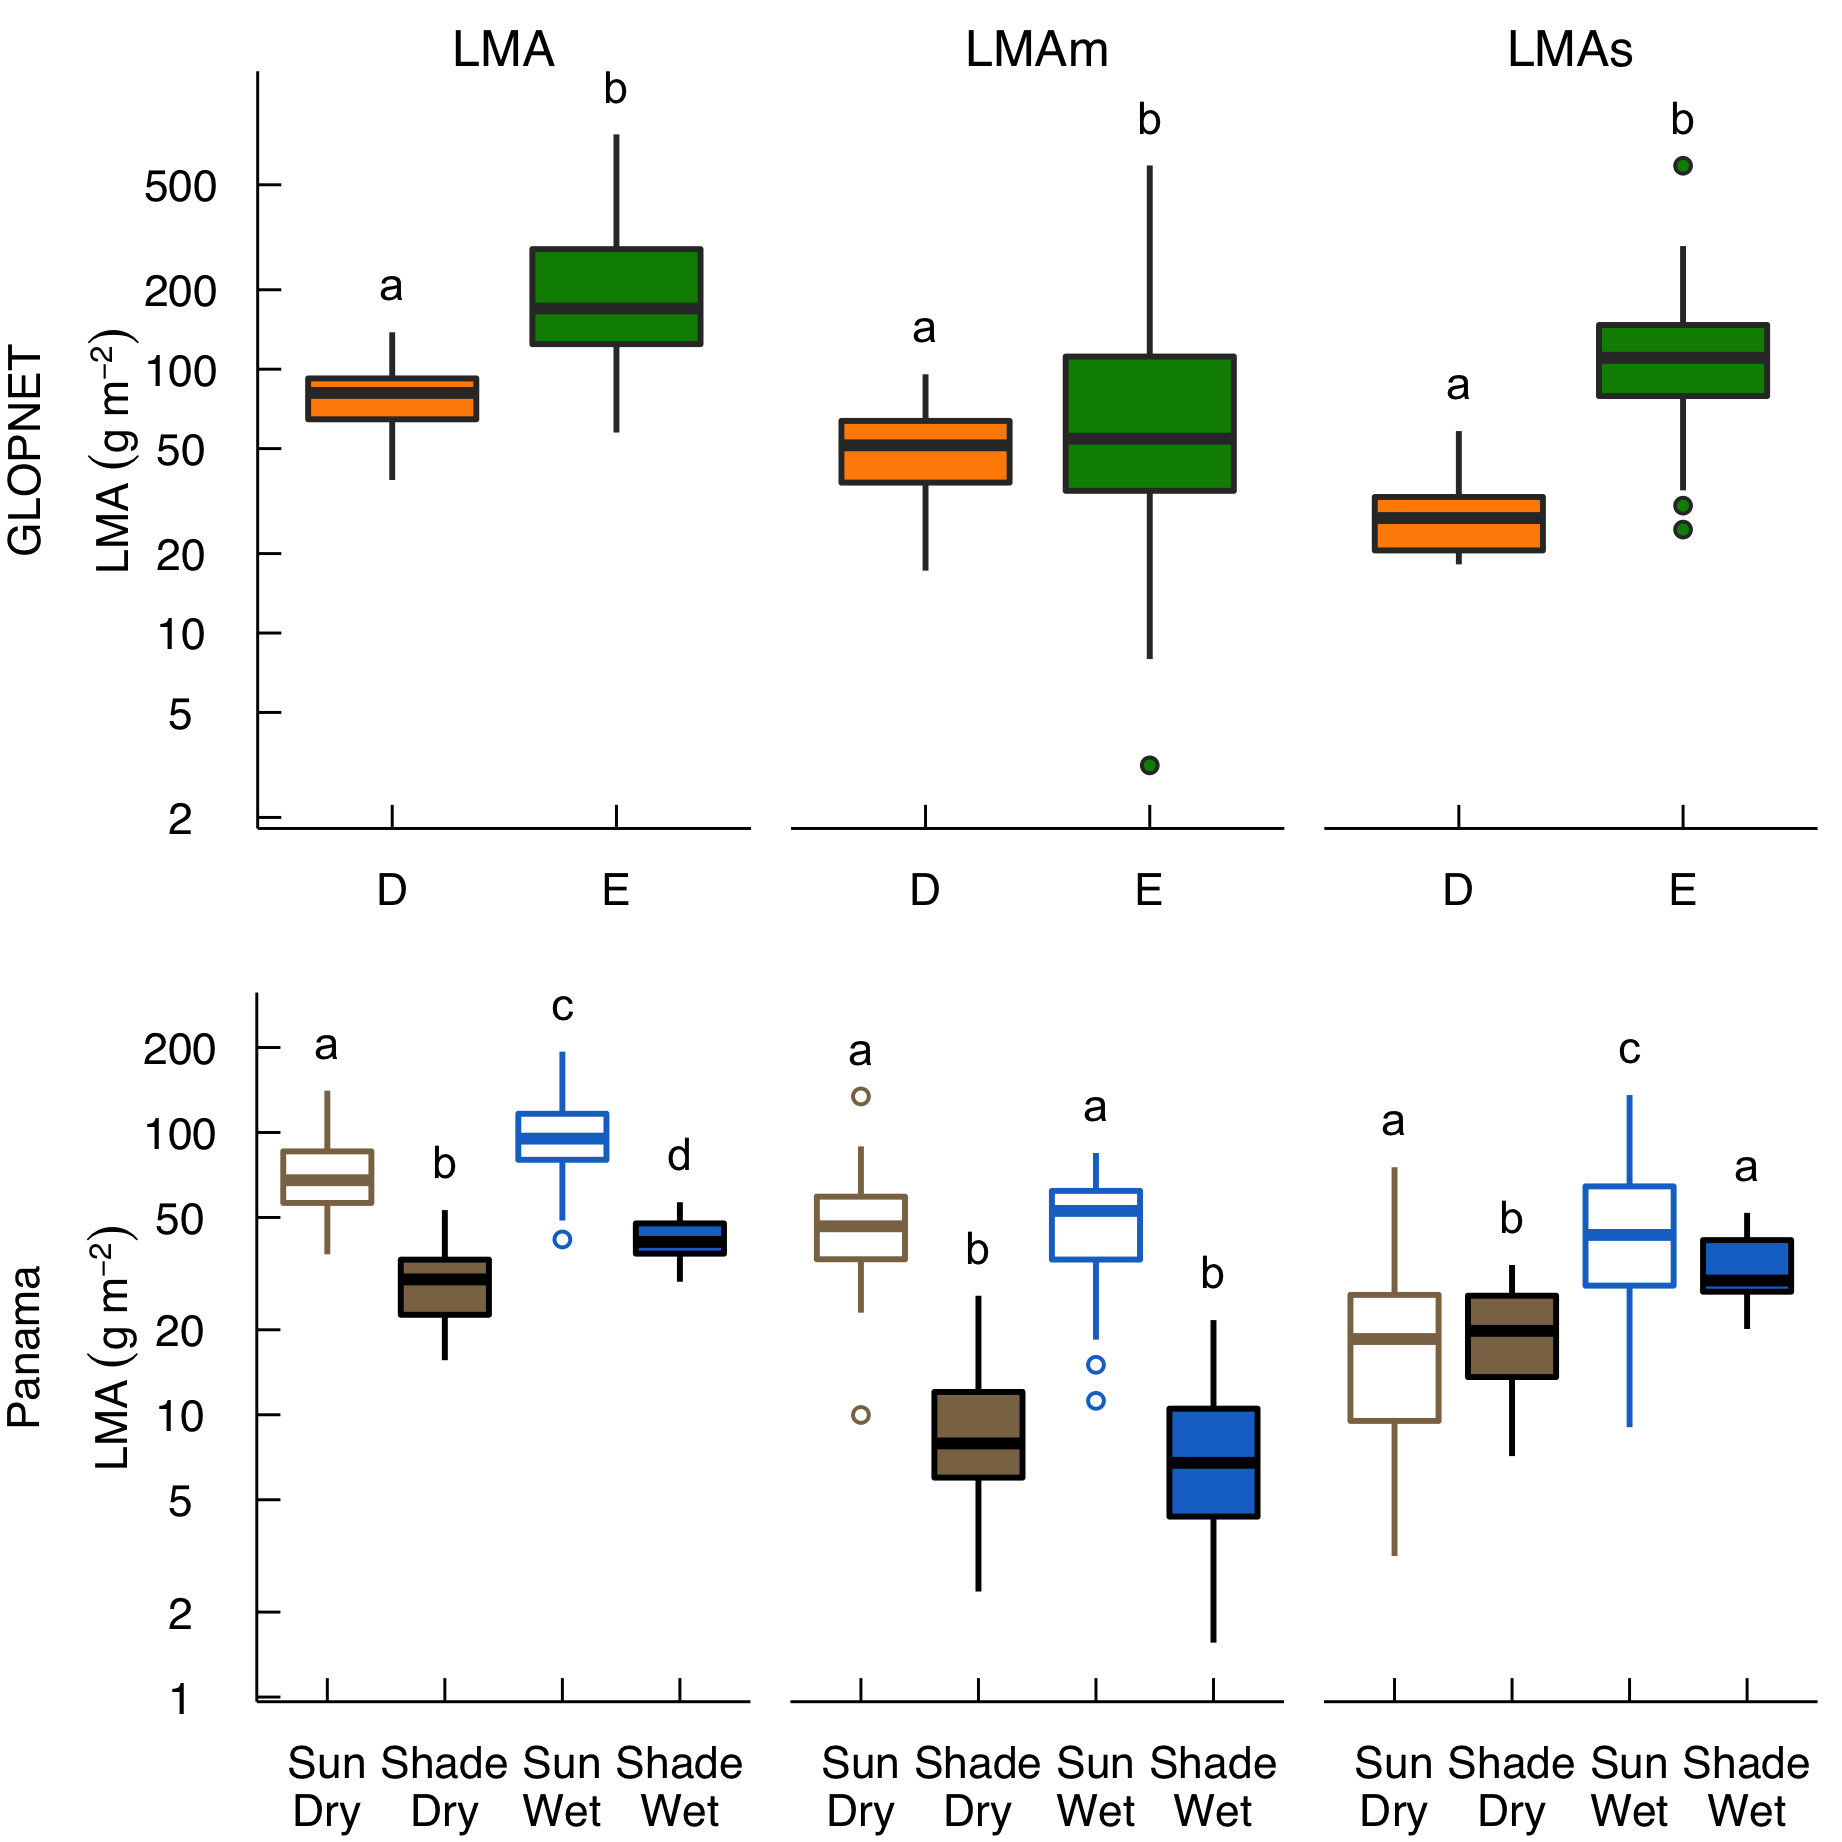 LMA LMAm LMAs
GLOPNET
LMA (g m−2)
500
200
100
50
20
10
5
2
b
a
b
a
b
a
D E D E D E
Panama
LMA (g m−2)
200
100
50
20
10
5
2
1
a b c d
a b a b
a b c a
Sun Shade Sun Shade Sun Shade Sun Shade Sun Shade Sun Shade
Dry Dry Wet Wet Dry Dry Wet Wet Dry Dry Wet Wet